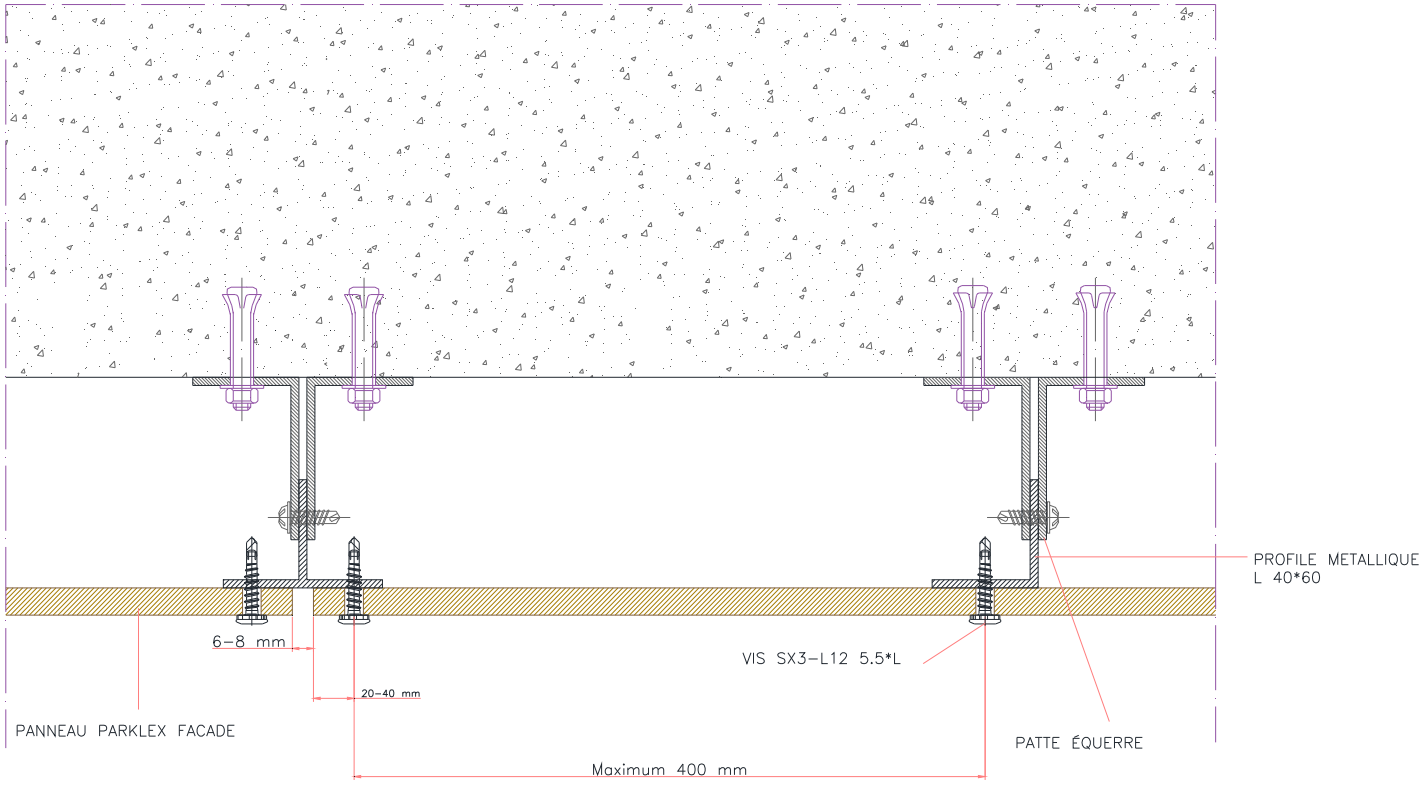 PROFILE METALLIQUE
L 40*60
6-8 mm
VIS SX3-L12 5.5*L
20-40 mm
PANNEAU PARKLEX FACADE
PATTE ÉQUERRE
Maximum 400 mm